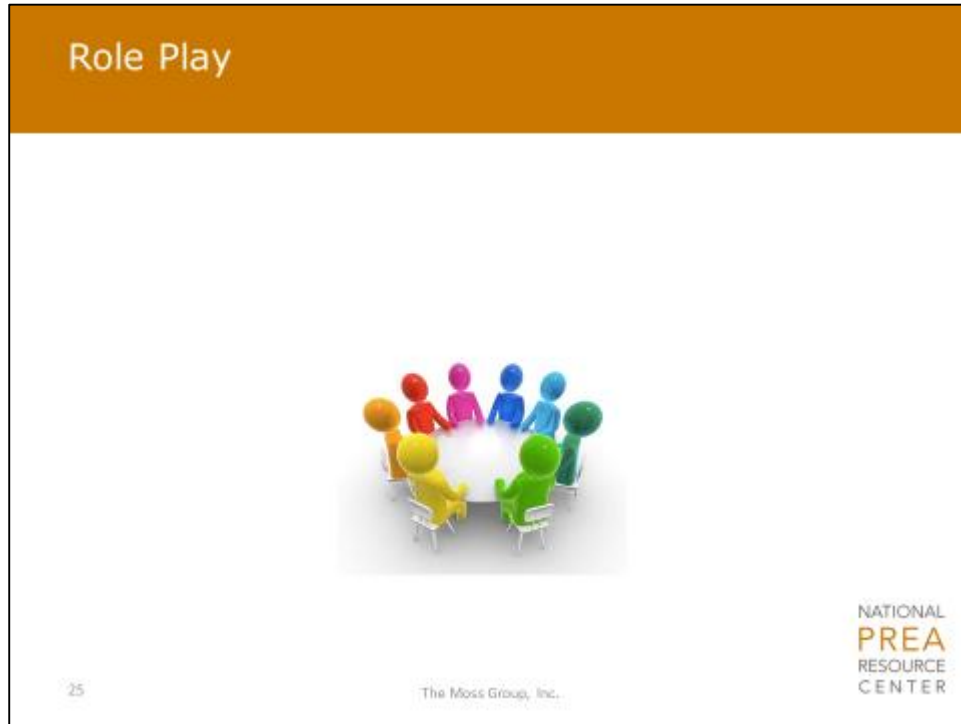 Role Play
NATIONAL
PREA
RESOURCE
CENTER
25
The Moss Group, Inc.